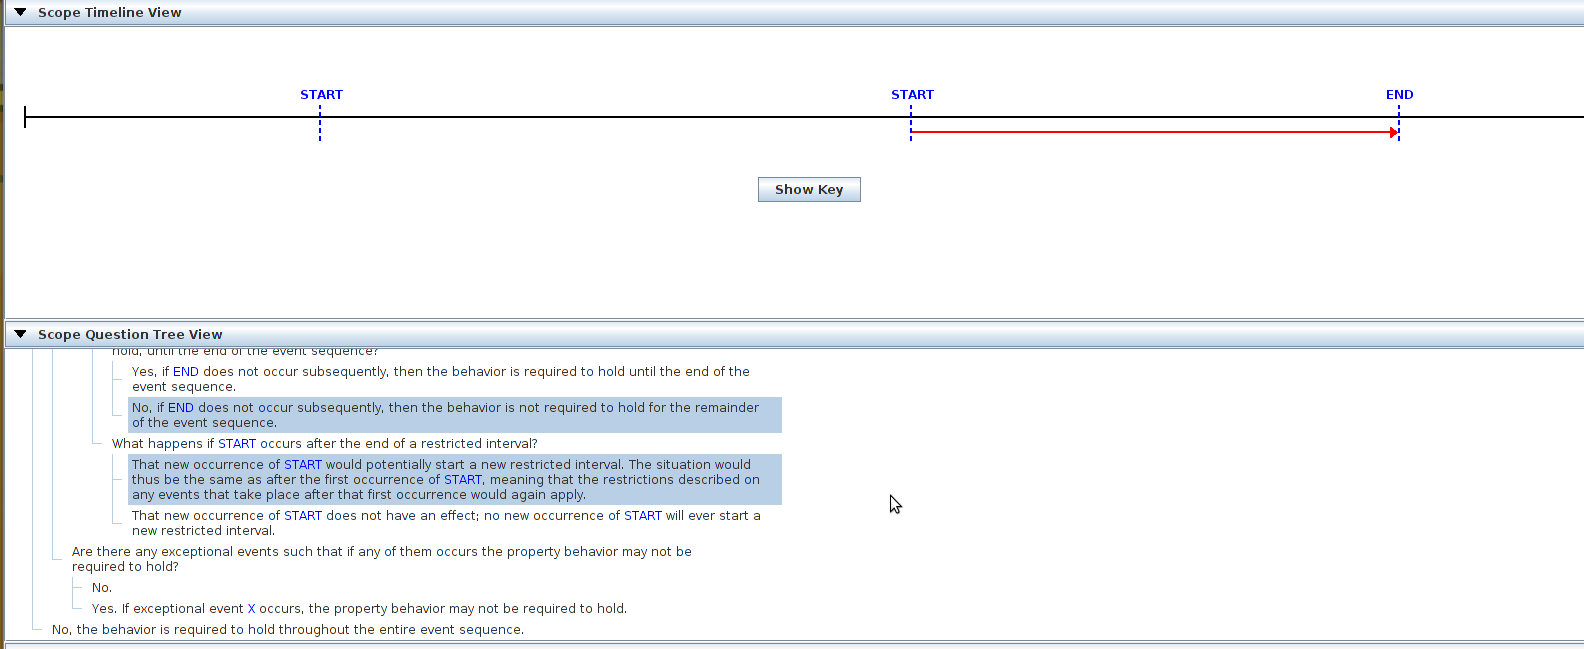 Scope Timeline View
START START END
Show Key
Scope Question Tree View
hold, until the end of the event sequence?
Yes, if END does not occur subsequently, then the behavior is required to hold until the end of the
event sequence.
No, if END does not occur subsequently, then the behavior is not required to hold for the remainder
of the event sequence.
What happens if START occurs after the end of a restricted interval?
That new occurrence of START would potentially start a new restricted interval. The situation would
thus be the same as after the first occurrence of START, meaning that the restrictions described on
any events that take place after that first occurrence would again apply.
That new occurrence of START does not have an effect; no new occurrence of START will ever start a
new restricted interval.
Are there any exceptional events such that if any of them occurs the property behavior may not be
required to hold?
No.
Yes. If exceptional event X occurs, the property behavior may not be required to hold.
No, the behavior is required to hold throughout the entire event sequence.